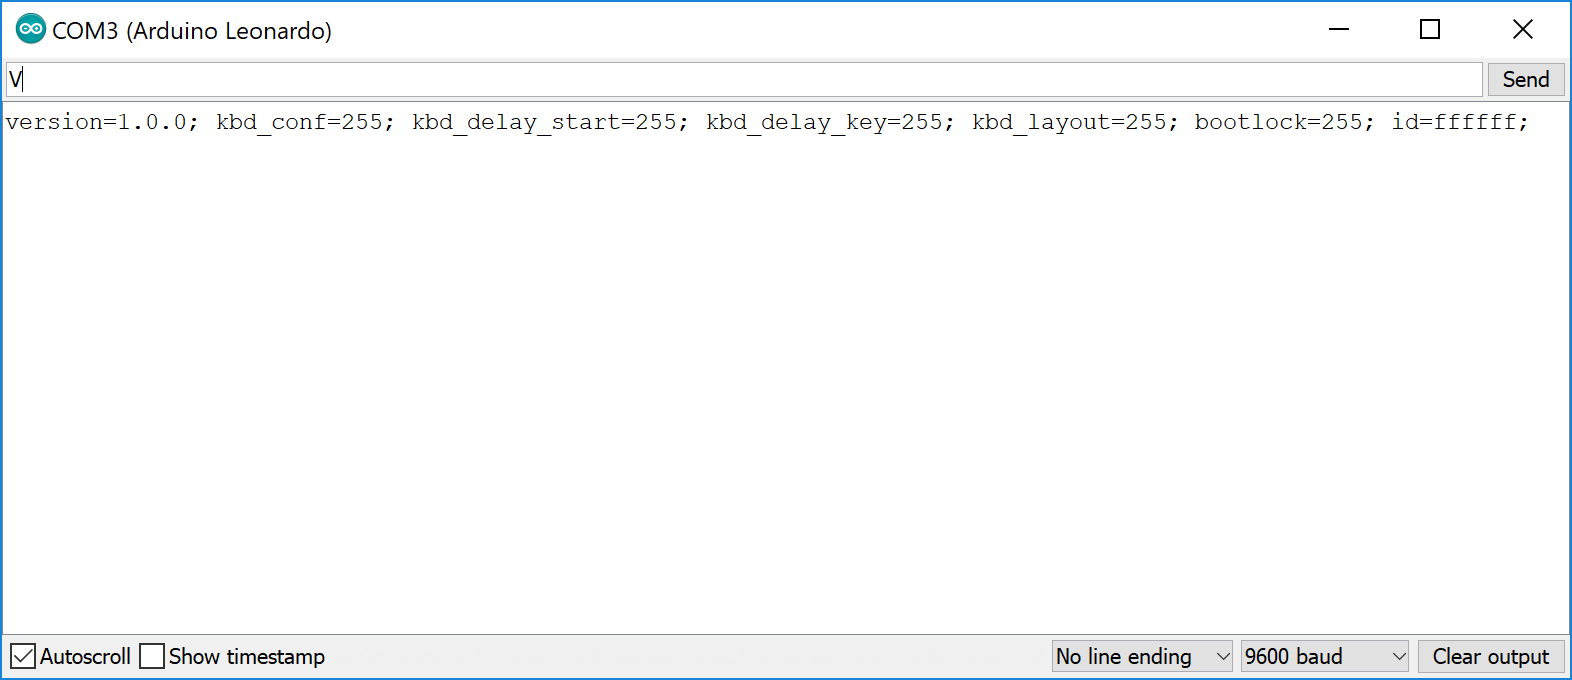 COM3 (Arduino Leonardo)
V
Send
version=1.0.0; kbd_conf=255; kbd_delay_start=255; kbd_delay_key=255; kbd_layout=255; bootlock=255; id=ffffff;
Autoscroll Show timestamp No line ending 9600 baud Clear output